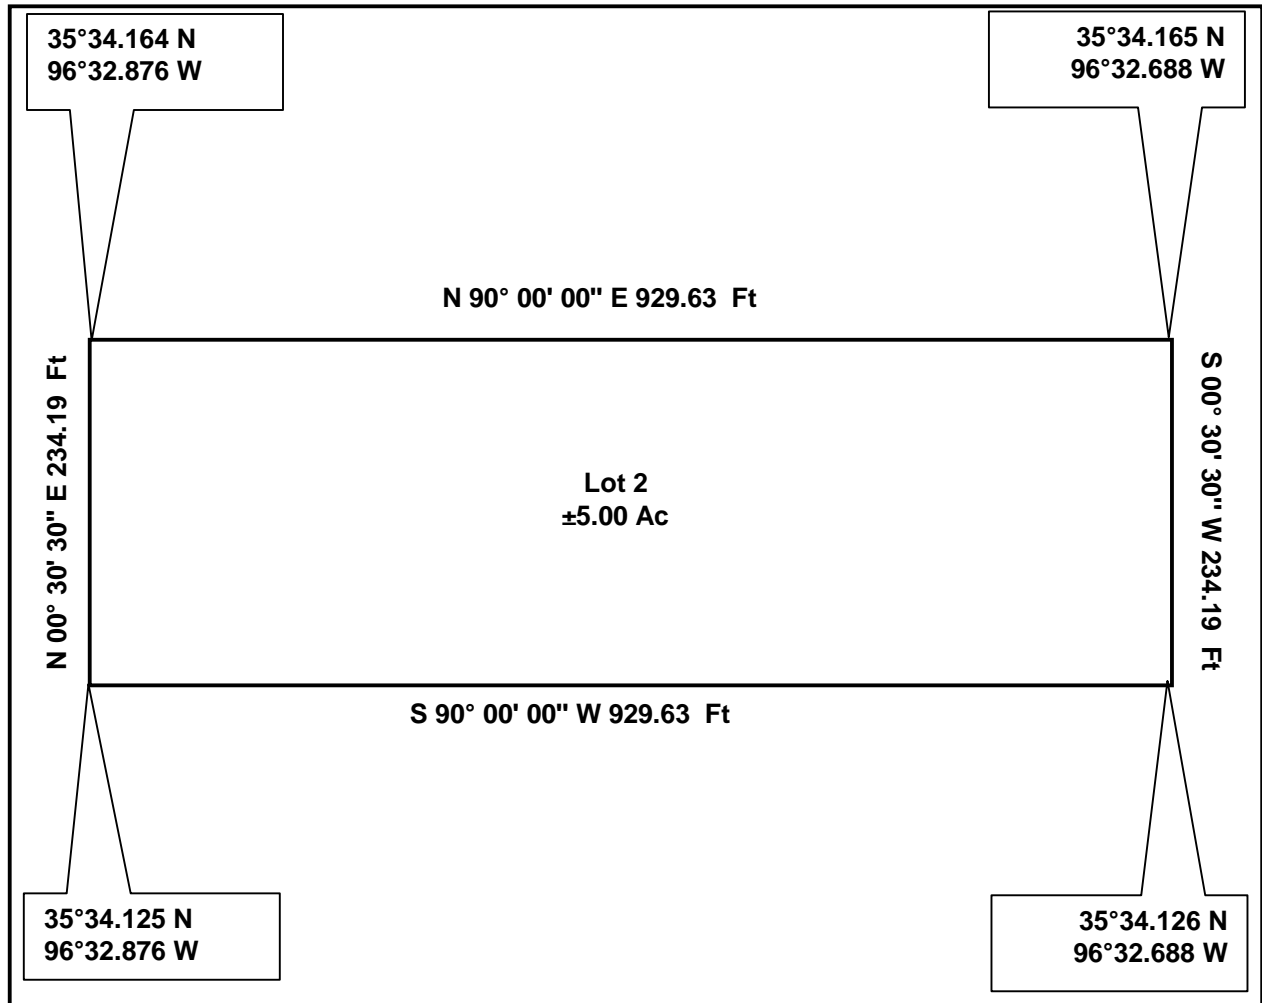 35°34.164 N
96°32.876 W
35°34.165 N
96°32.688 W
N 90° 00' 00" E 929.63  Ft
N 00° 30' 30" E 234.19  Ft
S 00° 30' 30" W 234.19  Ft
Lot 2
±5.00 Ac
S 90° 00' 00" W 929.63  Ft
35°34.125 N
96°32.876 W
35°34.126 N
96°32.688 W